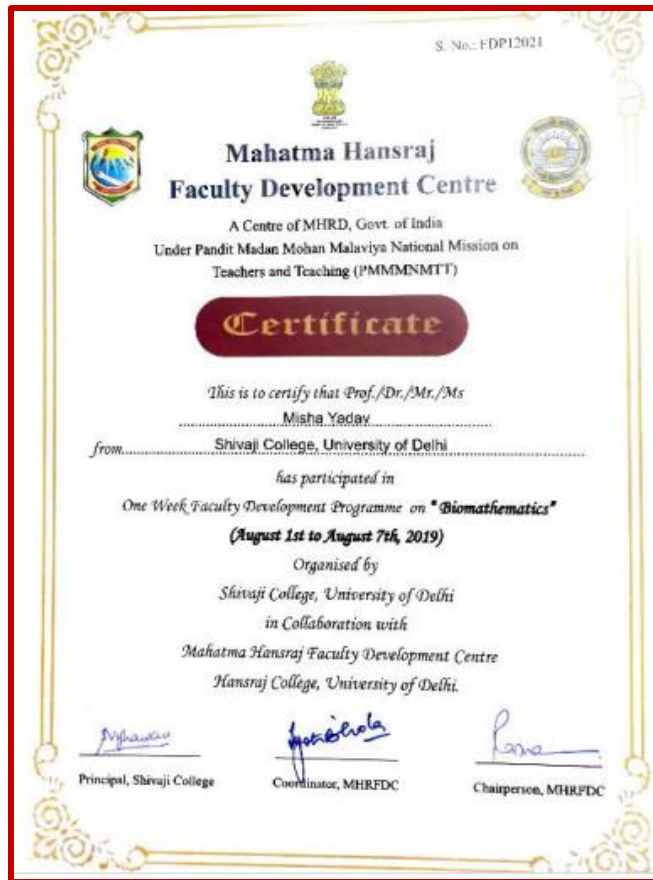 S. No.: FDP12021
Mahatma Hansraj
Faculty Development Centre
A Centre of MHRD, Govt. of India
Under Pandit Madan Mohan Malaviya National Mission on
Teachers and Teaching (PMMMNMTT)
Certificate
This is to certify that Prof./Dr./Mr./Ms
Misha Yadav
from Shivaji College, University of Delhi
has participated in
One Week Faculty Development Programme on "Biomathematics"
(August 1st to August 7th, 2019)
Organised by
Shivaji College, University of Delhi
in Collaboration with
Mahatma Hansraj Faculty Development Centre
Hansraj College, University of Delhi.
Principal, Shivaji College
Coordinator, MHRFDC
Chairperson, MHRFDC